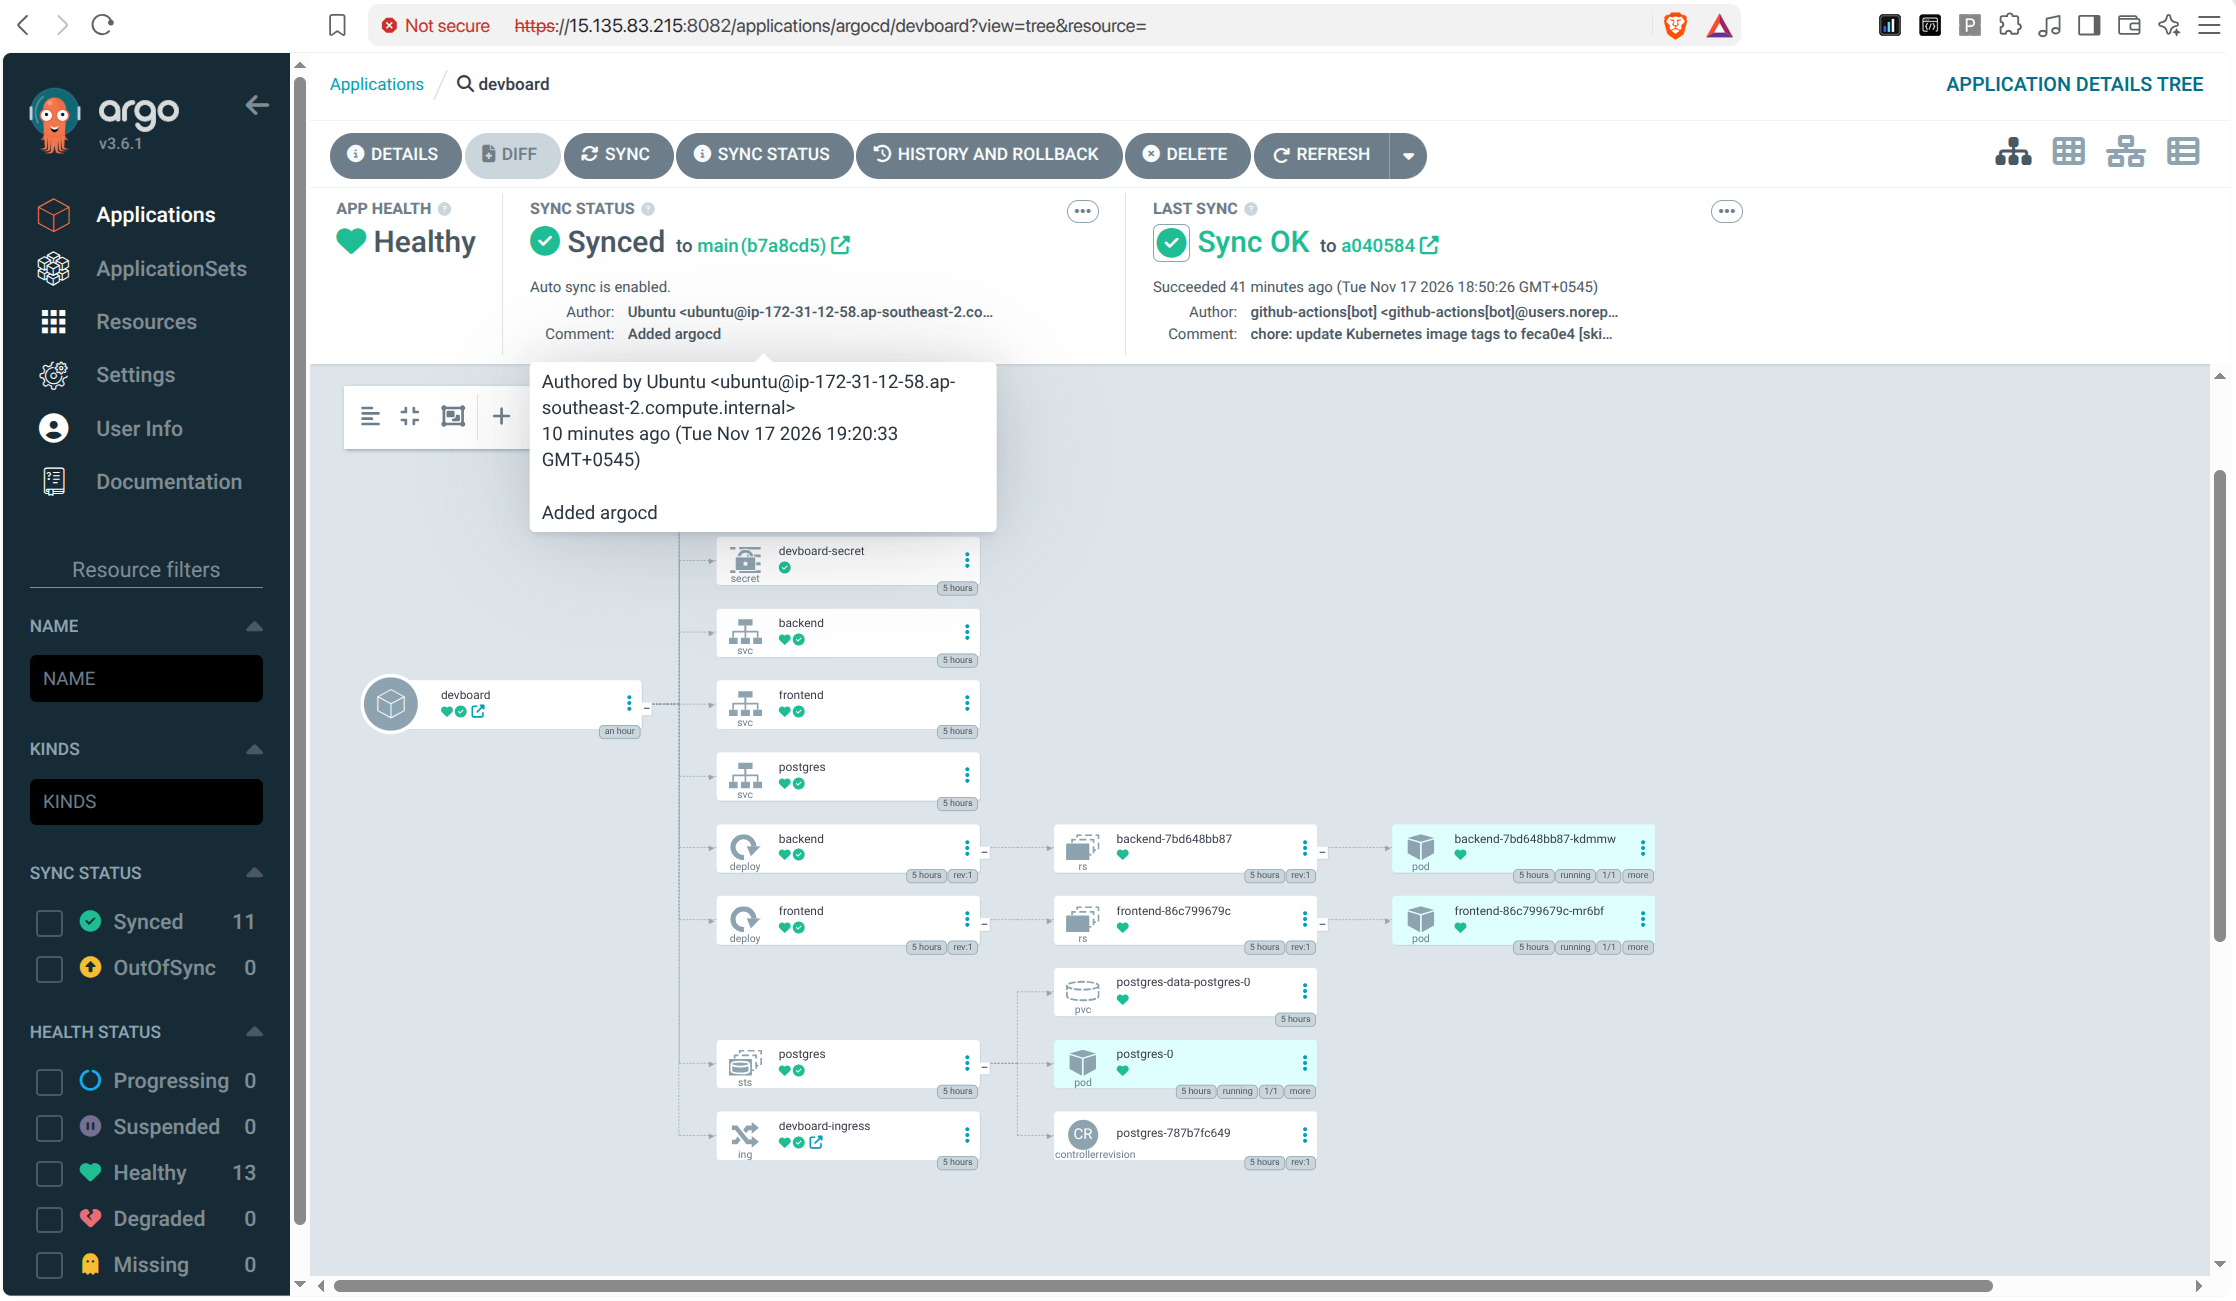 Not secure https://15.135.83.215:8082/applications/argocd/devboard?view=tree&resource=
argo
v3.6.1
Applications
ApplicationSets
Resources
Settings
User Info
Documentation
Resource filters
NAME
NAME
KINDS
KINDS
SYNC STATUS
Synced 11
OutOfSync 0
HEALTH STATUS
Progressing 0
Suspended 0
Healthy 13
Degraded 0
Missing 0
Applications / devboard
APPLICATION DETAILS TREE
DETAILS DIFF SYNC SYNC STATUS HISTORY AND ROLLBACK DELETE REFRESH
APP HEALTH
Healthy
SYNC STATUS
Synced to main (b7a8cd5)
Auto sync is enabled.
Author: Ubuntu <ubuntu@ip-172-31-12-58.ap-southeast-2.co...
Comment: Added argocd
LAST SYNC
Sync OK to a040584
Succeeded 41 minutes ago (Tue Nov 17 2026 18:50:26 GMT+0545)
Author: github-actions[bot] <github-actions[bot]@users.norep...
Comment: chore: update Kubernetes image tags to feca0e4 [ski...
Authored by Ubuntu <ubuntu@ip-172-31-12-58.ap-
southeast-2.compute.internal>
10 minutes ago (Tue Nov 17 2026 19:20:33
GMT+0545)
Added argocd
devboard
an hour
devboard-secret
secret
5 hours
backend
svc
5 hours
frontend
svc
5 hours
postgres
svc
5 hours
backend
deploy
5 hours rev:1
backend-7bd648bb87
rs
5 hours rev:1
backend-7bd648bb87-kdmmw
pod
5 hours running 1/1 more
frontend
deploy
5 hours rev:1
frontend-86c799679c
rs
5 hours rev:1
frontend-86c799679c-mr6bf
pod
5 hours running 1/1 more
postgres-data-postgres-0
pvc
5 hours
postgres
sts
5 hours
postgres-0
pod
5 hours running 1/1 more
devboard-ingress
ing
5 hours
CR
postgres-787b7fc649
controllerrevision
5 hours rev:1